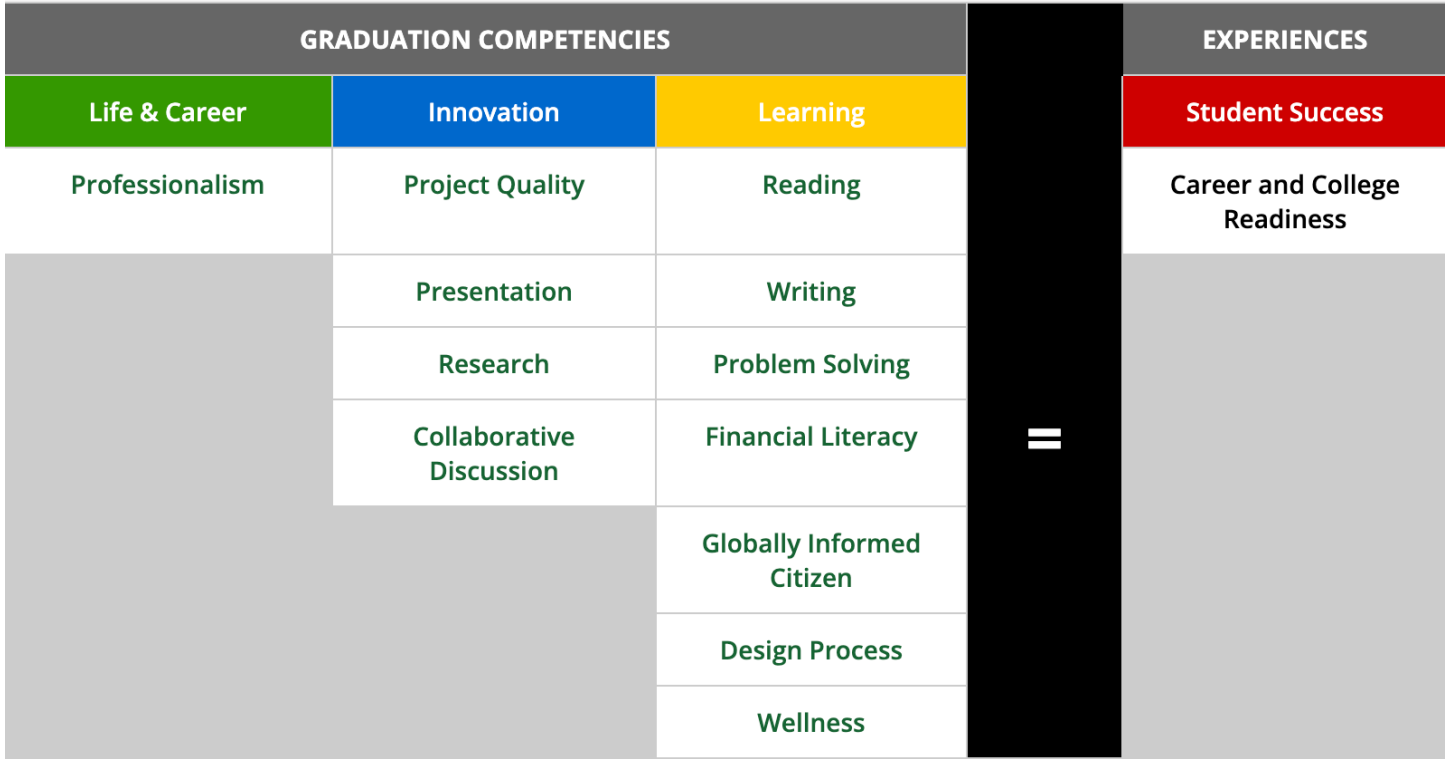 GRADUATION COMPETENCIES
EXPERIENCES
Life & Career
Innovation
Learning
Student Success
Professionalism
Project Quality
Reading
Career and College
Readiness
Presentation
Writing
Research
Problem Solving
Collaborative
Discussion
Financial Literacy
=
Globally Informed
Citizen
Design Process
Wellness